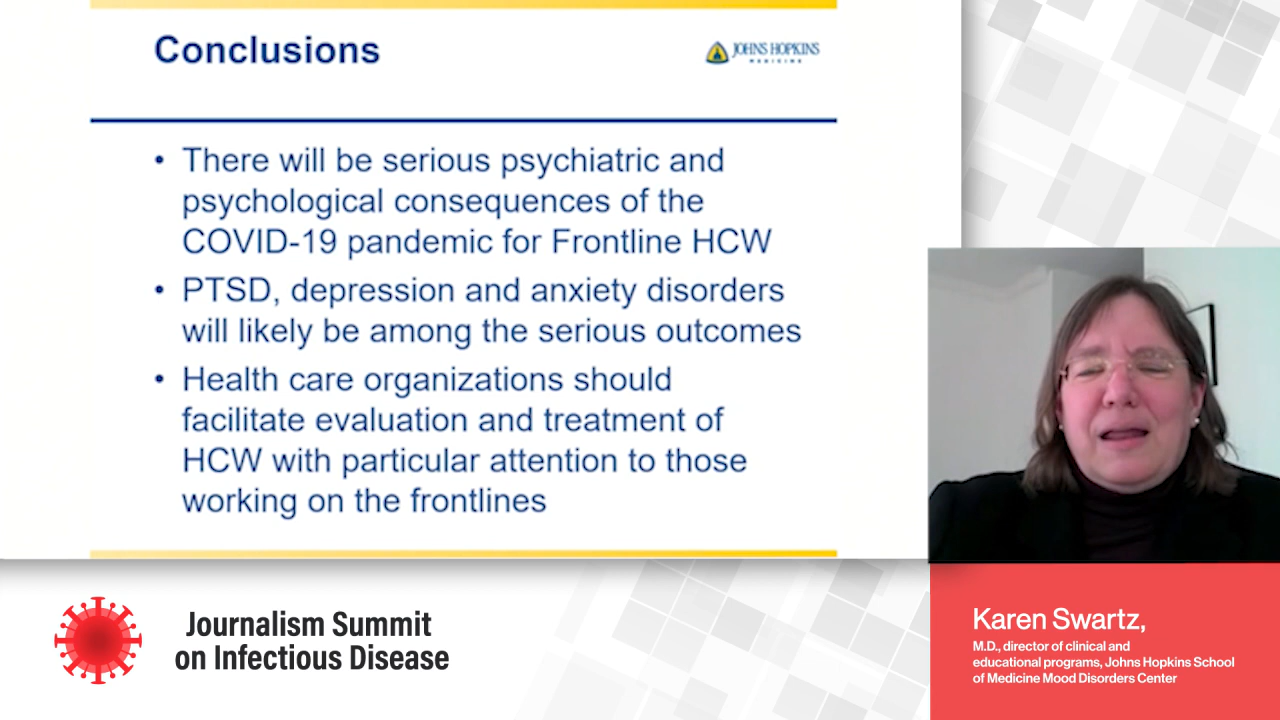 Conclusions
JOHNS HOPKINS
MEDICINE
• There will be serious psychiatric and
psychological consequences of the
COVID-19 pandemic for Frontline HCW
• PTSD, depression and anxiety disorders
will likely be among the serious outcomes
• Health care organizations should
facilitate evaluation and treatment of
HCW with particular attention to those
working on the frontlines
Journalism Summit
on Infectious Disease
Karen Swartz,
M.D., director of clinical and
educational programs, Johns Hopkins School
of Medicine Mood Disorders Center